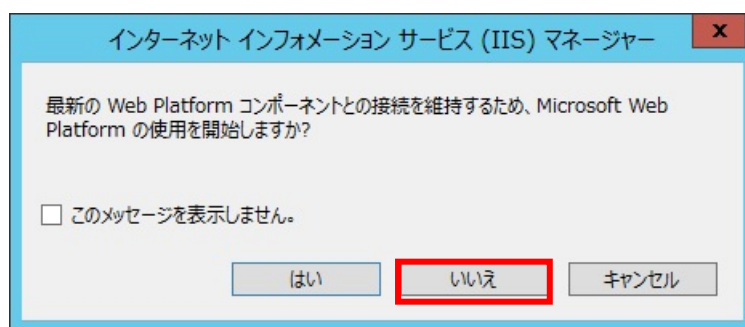 インターネット インフォメーション サービス (IIS) マネージャー
x
最新の Web Platform コンポーネントとの接続を維持するため、Microsoft Web
Platform の使用を開始しますか?
このメッセージを表示しません。
はい いいえ キャンセル